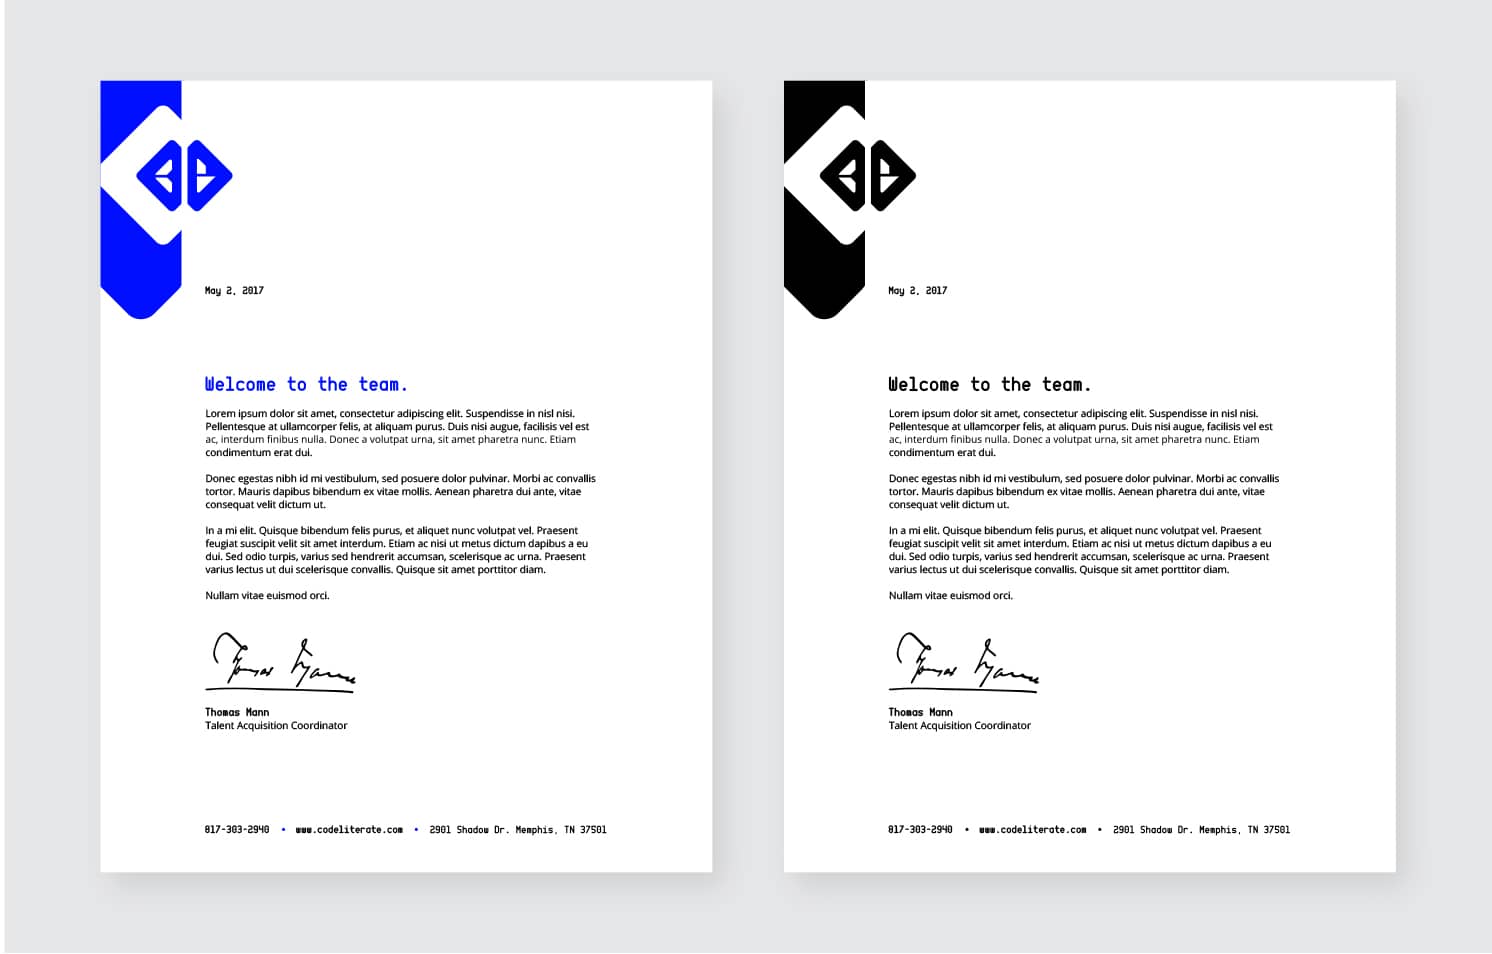 May 2, 2017
Welcome to the team.
Lorem ipsum dolor sit amet, consectetur adipiscing elit. Suspendisse in nisl nisi.
Pellentesque at ullamcorper felis, at aliquam purus. Duis nisi augue, facilisis vel est
ac, interdum finibus nulla. Donec a volutpat urna, sit amet pharetra nunc. Etiam
condimentum erat dui.
Donec egestas nibh id mi vestibulum, sed posuere dolor pulvinar. Morbi ac convallis
tortor. Mauris dapibus bibendum ex vitae mollis. Aenean pharetra dui ante, vitae
consequat velit dictum ut.
In a mi elit. Quisque bibendum felis purus, et aliquet nunc volutpat vel. Praesent
feugiat suscipit velit sit amet interdum. Etiam ac nisi ut metus dictum dapibus a eu
dui. Sed odio turpis, varius sed hendrerit accumsan, scelerisque ac urna. Praesent
varius lectus ut dui scelerisque convallis. Quisque sit amet porttitor diam.
Nullam vitae euismod orci.
Thomas Mann
Thomas Mann
Talent Acquisition Coordinator
817-303-2940 • www.codeliterate.com • 2901 Shadow Dr. Memphis, TN 37501
May 2, 2017
Welcome to the team.
Lorem ipsum dolor sit amet, consectetur adipiscing elit. Suspendisse in nisl nisi.
Pellentesque at ullamcorper felis, at aliquam purus. Duis nisi augue, facilisis vel est
ac, interdum finibus nulla. Donec a volutpat urna, sit amet pharetra nunc. Etiam
condimentum erat dui.
Donec egestas nibh id mi vestibulum, sed posuere dolor pulvinar. Morbi ac convallis
tortor. Mauris dapibus bibendum ex vitae mollis. Aenean pharetra dui ante, vitae
consequat velit dictum ut.
In a mi elit. Quisque bibendum felis purus, et aliquet nunc volutpat vel. Praesent
feugiat suscipit velit sit amet interdum. Etiam ac nisi ut metus dictum dapibus a eu
dui. Sed odio turpis, varius sed hendrerit accumsan, scelerisque ac urna. Praesent
varius lectus ut dui scelerisque convallis. Quisque sit amet porttitor diam.
Nullam vitae euismod orci.
Thomas Mann
Thomas Mann
Talent Acquisition Coordinator
817-303-2940 • www.codeliterate.com • 2901 Shadow Dr. Memphis, TN 37501